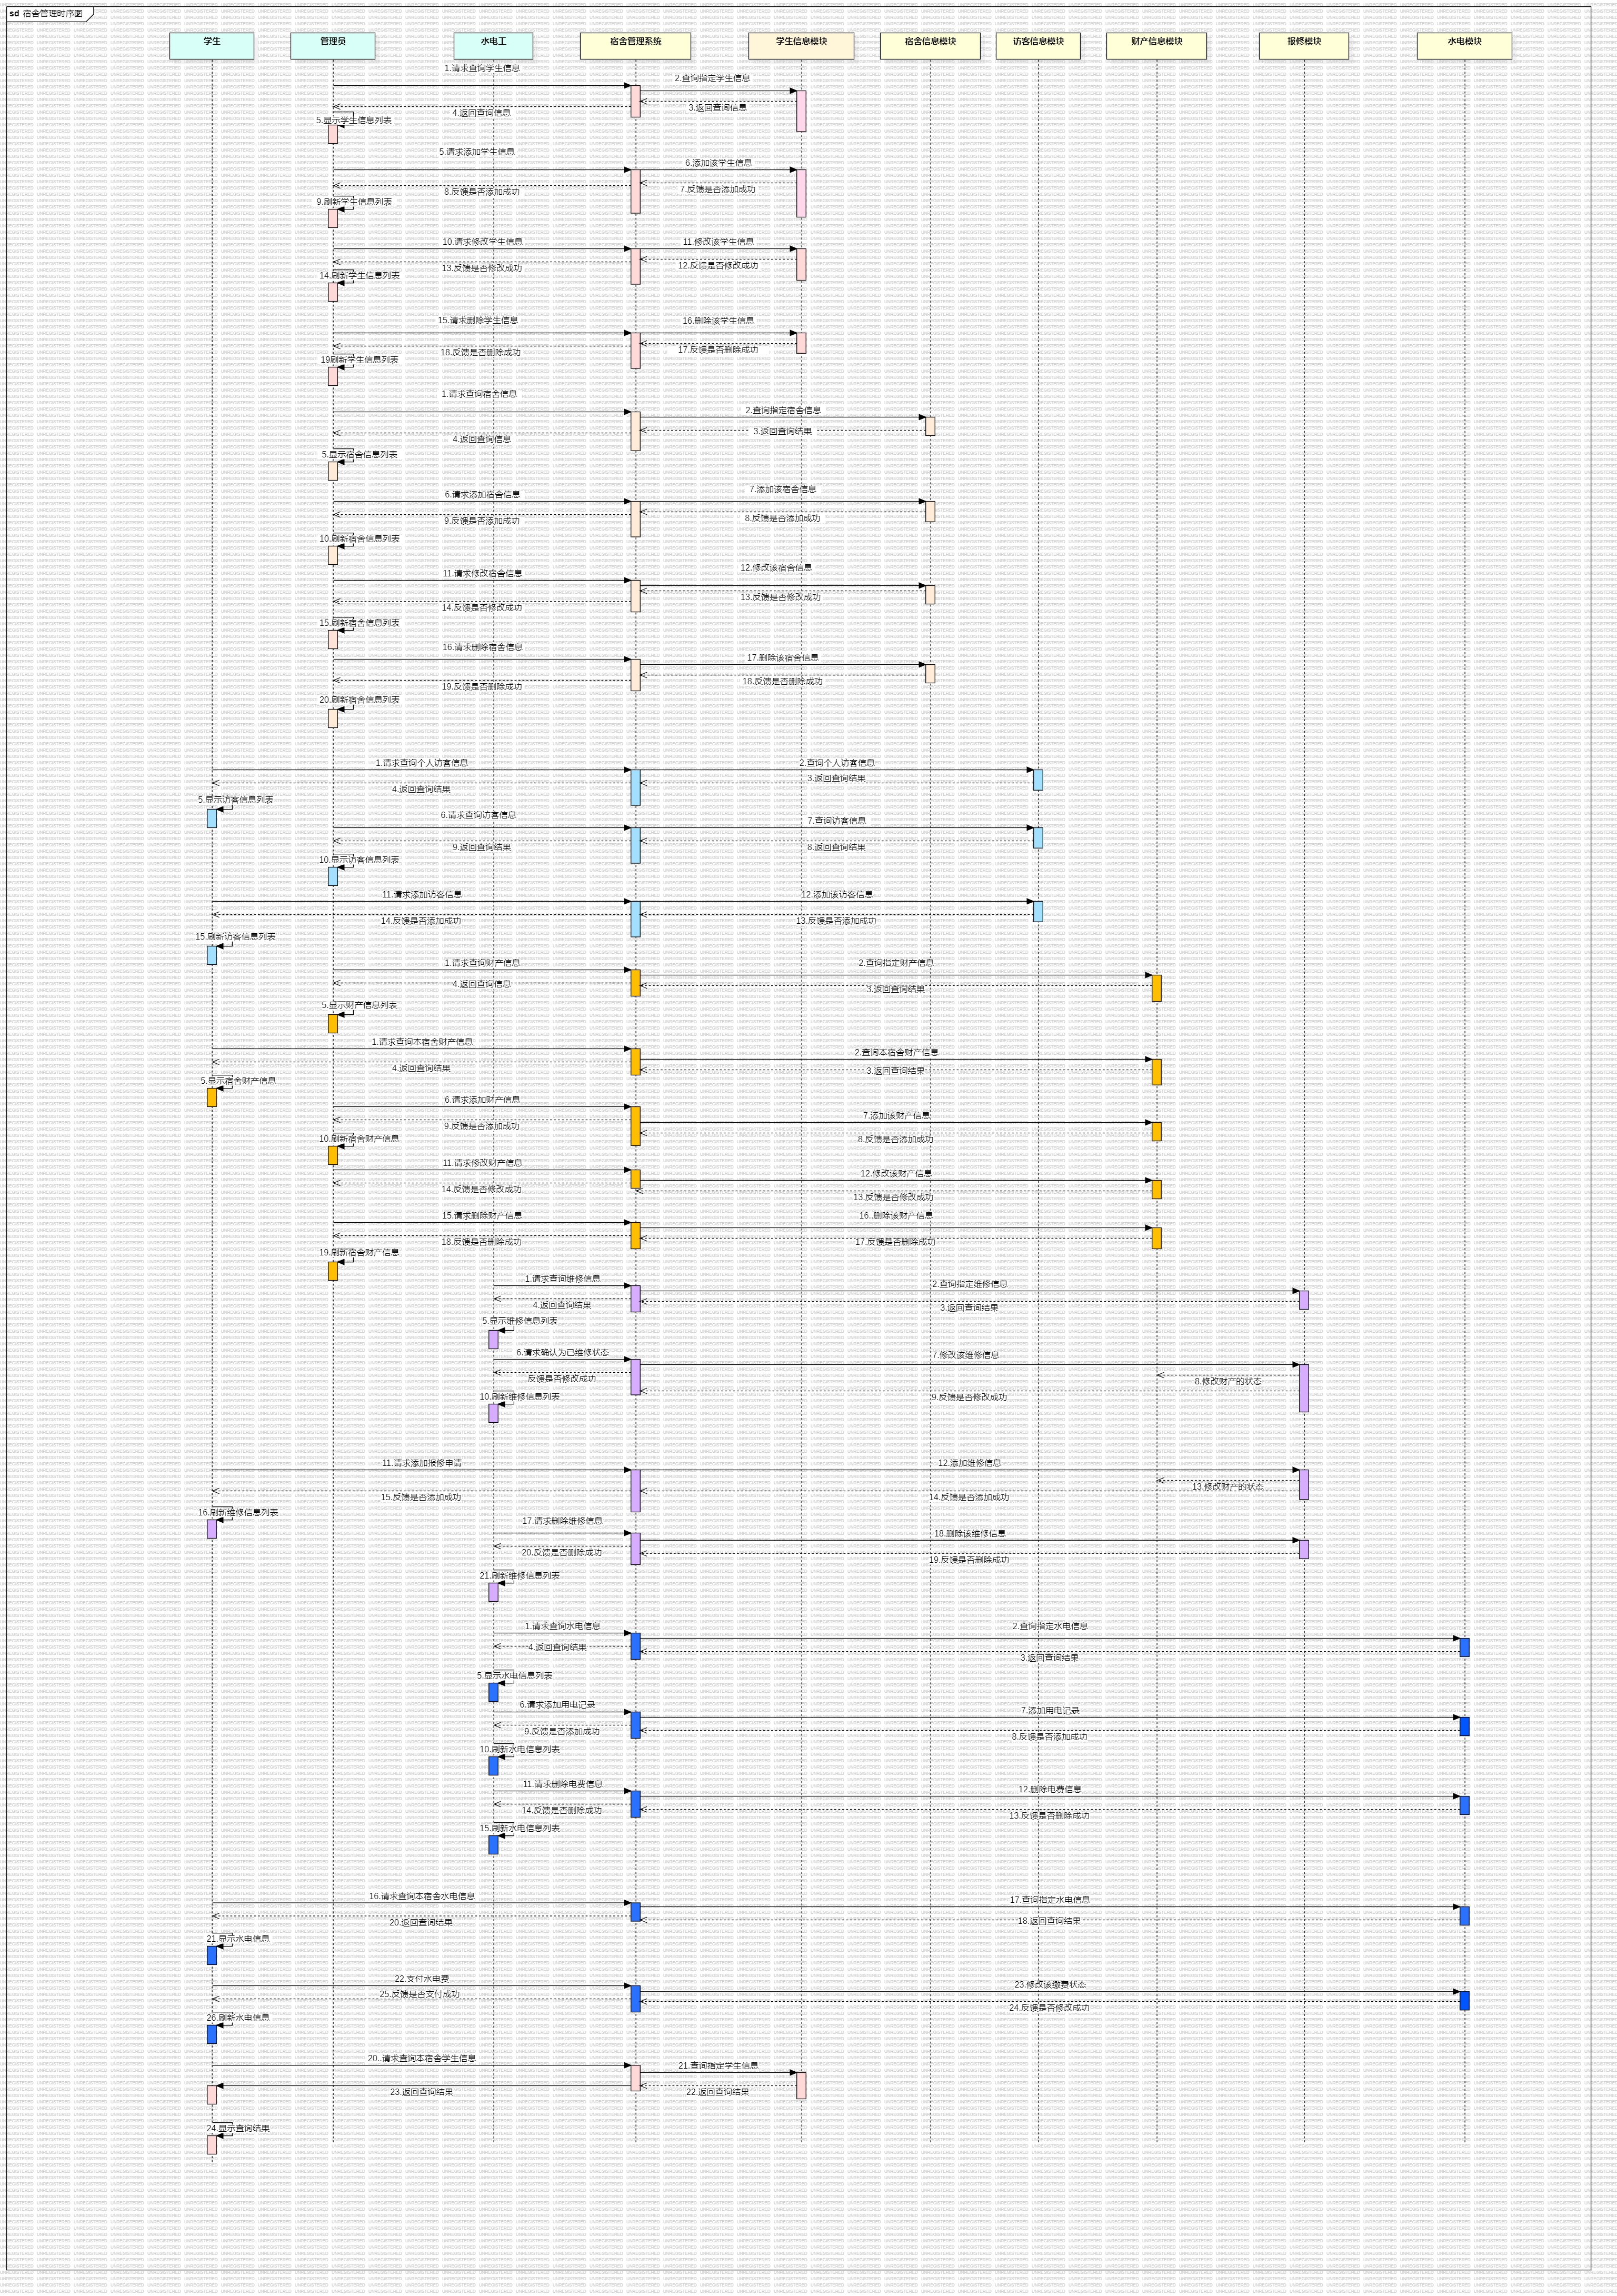 sd 宿舍管理时序图
学生
管理员
水电工
宿舍管理系统
学生信息模块
宿舍信息模块
访客信息模块
财产信息模块
报修模块
水电模块
1.请求查询学生信息
2.查询指定学生信息
3.返回查询信息
4.返回查询信息
5.显示学生信息列表
5.请求添加学生信息
6.添加该学生信息
7.反馈是否添加成功
8.反馈是否添加成功
9.刷新学生信息列表
10.请求修改学生信息
11.修改该学生信息
12.反馈是否修改成功
13.反馈是否修改成功
14.刷新学生信息列表
15.请求删除学生信息
16.删除该学生信息
17.反馈是否删除成功
18.反馈是否删除成功
19刷新学生信息列表
1.请求查询宿舍信息
2.查询指定宿舍信息
3.返回查询结果
4.返回查询信息
5.显示宿舍信息列表
6.请求添加宿舍信息
7.添加该宿舍信息
8.反馈是否添加成功
9.反馈是否添加成功
10.刷新宿舍信息列表
11.请求修改宿舍信息
12.修改该宿舍信息
13.反馈是否修改成功
14.反馈是否修改成功
15.刷新宿舍信息列表
16.请求删除宿舍信息
17.删除该宿舍信息
18.反馈是否删除成功
19.反馈是否删除成功
20.刷新宿舍信息列表
1.请求查询个人访客信息
2.查询个人访客信息
3.返回查询结果
4.返回查询结果
5.显示访客信息列表
6.请求查询访客信息
7.查询访客信息
8.返回查询结果
9.返回查询结果
10.显示访客信息列表
11.请求添加访客信息
12.添加该访客信息
13.反馈是否添加成功
14.反馈是否添加成功
15.刷新访客信息列表
1.请求查询财产信息
2.查询指定财产信息
3.返回查询结果
4.返回查询信息
5.显示财产信息列表
1.请求查询本宿舍财产信息
2.查询本宿舍财产信息
3.返回查询结果
4.返回查询结果
5.显示宿舍财产信息
6.请求添加财产信息
7.添加该财产信息
8.反馈是否添加成功
9.反馈是否添加成功
10.刷新宿舍财产信息
11.请求修改财产信息
12.修改该财产信息
13.反馈是否修改成功
14.反馈是否修改成功
15.请求删除财产信息
16..删除该财产信息
17.反馈是否删除成功
18.反馈是否删除成功
19.刷新宿舍财产信息
1.请求查询维修信息
2.查询指定维修信息
3.返回查询结果
4.返回查询结果
5.显示维修信息列表
6.请求确认为已维修状态
7.修改该维修信息
反馈是否修改成功
8.修改财产的状态
9.反馈是否修改成功
10.刷新维修信息列表
11.请求添加报修申请
12.添加维修信息
13.修改财产的状态
14.反馈是否添加成功
15.反馈是否添加成功
16.刷新维修信息列表
17.请求删除维修信息
18.删除该维修信息
19.反馈是否删除成功
20.反馈是否删除成功
21.刷新维修信息列表
1.请求查询水电信息
2.查询指定水电信息
3.返回查询结果
4.返回查询结果
5.显示水电信息列表
6.请求添加用电记录
7.添加用电记录
8.反馈是否添加成功
9.反馈是否添加成功
10.刷新水电信息列表
11.请求删除电费信息
12.删除电费信息
13.反馈是否删除成功
14.反馈是否删除成功
15.刷新水电信息列表
16.请求查询本宿舍水电信息
17.查询指定水电信息
18.返回查询结果
20.返回查询结果
21.显示水电信息
22.支付水电费
23.修改该缴费状态
24.反馈是否修改成功
25.反馈是否支付成功
26.刷新水电信息
20..请求查询本宿舍学生信息
21.查询指定学生信息
22.返回查询结果
23.返回查询结果
24.显示查询结果